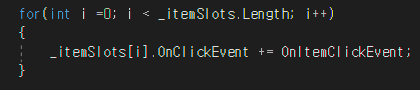 for(int i =0; i < _itemSlots.Length; i++)
{
    _itemSlots[i].OnClickEvent += OnItemClickEvent;
}